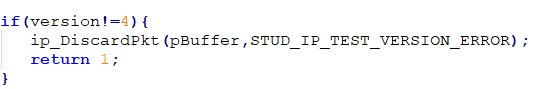 if(version!=4){
ip_DiscardPkt(pBuffer,STUD_IP_TEST_VERSION_ERROR);
return 1;
}